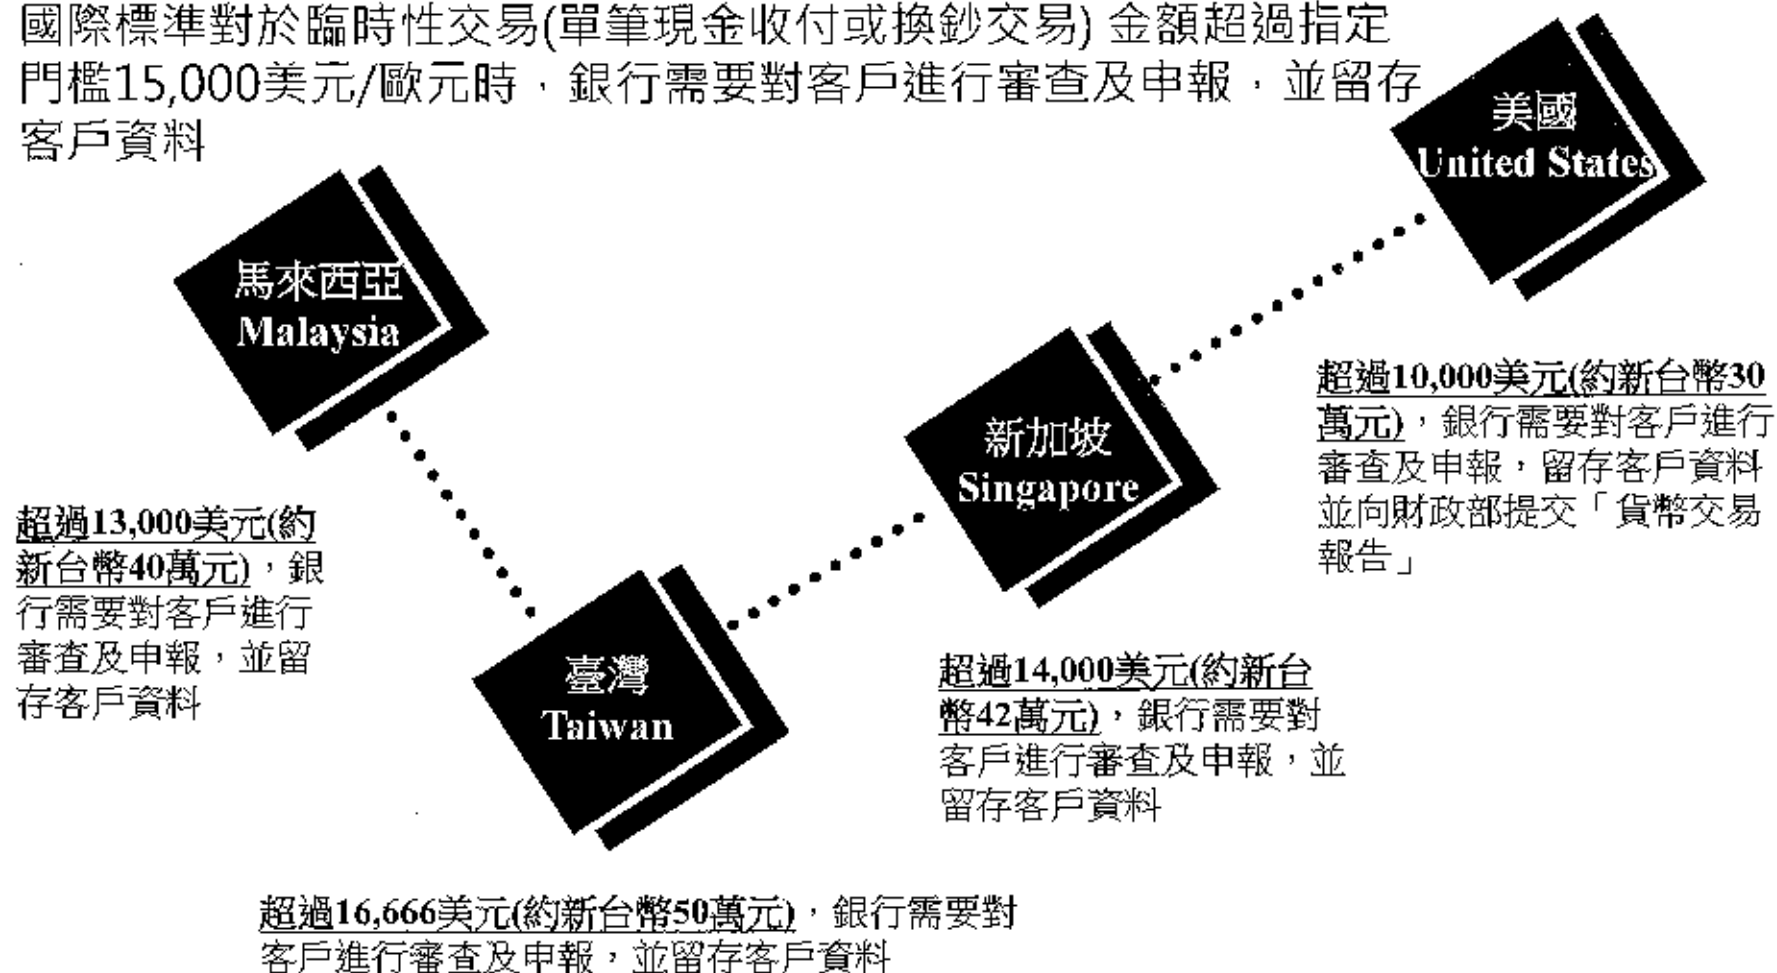 國際標準對於臨時性交易(單筆現金收付或換鈔交易) 金額超過指定
門檻15,000美元/歐元時，銀行需要對客戶進行審查及申報，並留存
客戶資料
美國
United States
馬來西亞
Malaysia
新加坡
Singapore
臺灣
Taiwan
超過10,000美元(約新台幣30
萬元)，銀行需要對客戶進行
審查及申報，留存客戶資料
並向財政部提交「貨幣交易
報告」
超過13,000美元(約
新台幣40萬元)，銀
行需要對客戶進行
審查及申報，並留
存客戶資料
超過14,000美元(約新台
幣42萬元)，銀行需要對
客戶進行審查及申報，並
留存客戶資料
超過16,666美元(約新台幣50萬元)，銀行需要對
客戶進行審查及申報，並留存客戶資料